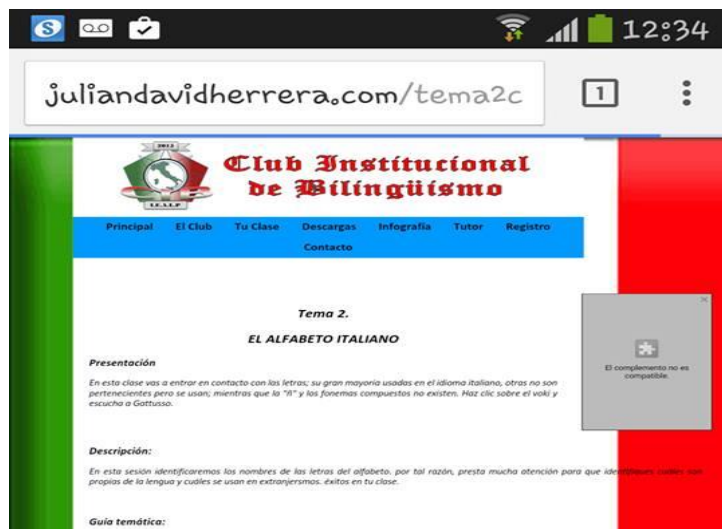 12:34
juliandavidherrera.com/tema2c
1
2012
Club Institucional
de Bilingüismo
I.E.A.L.P
Principal El Club Tu Clase Descargas Infografía Tutor Registro
Contacto
Tema 2.
EL ALFABETO ITALIANO
El complemento no es
compatible.
Presentación
En esta clase vas a entrar en contacto con las letras; su gran mayoría usadas en el idioma italiano, otras no son
pertenecientes pero se usan; mientras que la "ñ" y los fonemas compuestos no existen. Haz clic sobre el voki y
escucha a Gattusso.
Descripción:
En esta sesión identificaremos los nombres de las letras del alfabeto. por tal razón, presta mucha atención para que identifiques cuáles son
propias de la lengua y cuáles se usan en extranjersmos. éxitos en tu clase.
Guía temática: